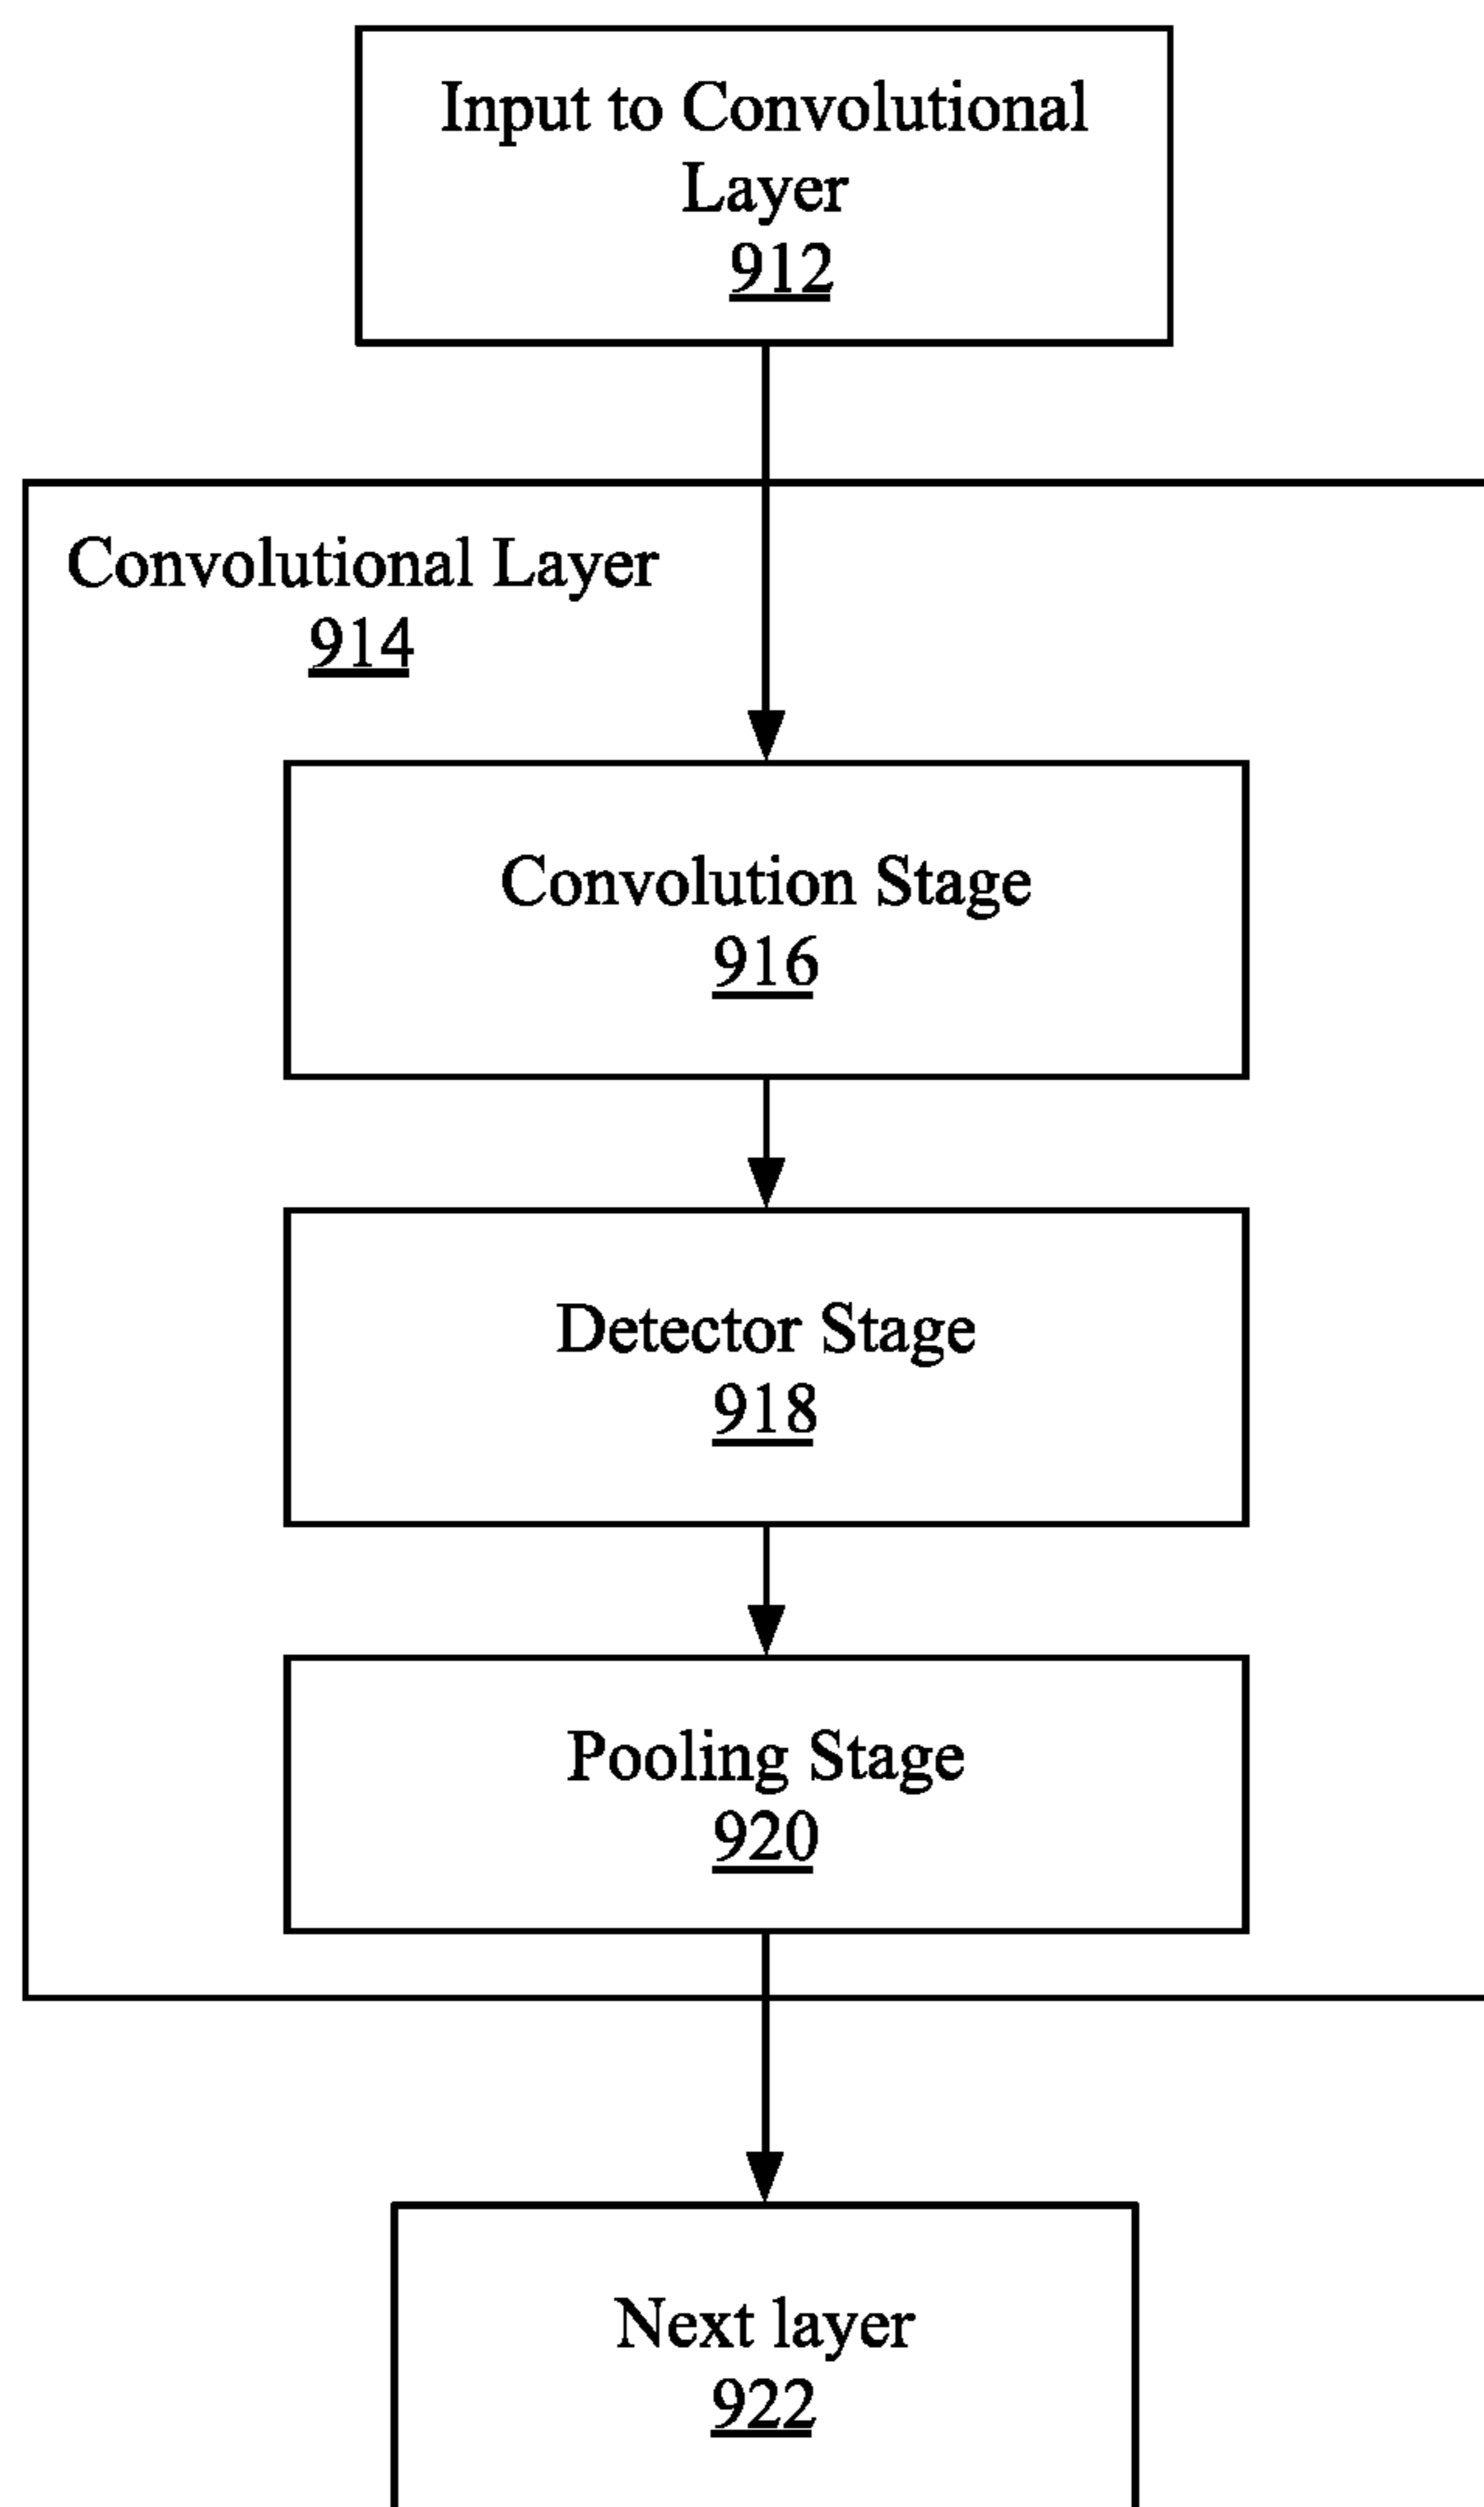 Input to Convolutional
Layer
912
Convolutional Layer
914
Convolution Stage
916
Detector Stage
918
Pooling Stage
920
Next layer
922